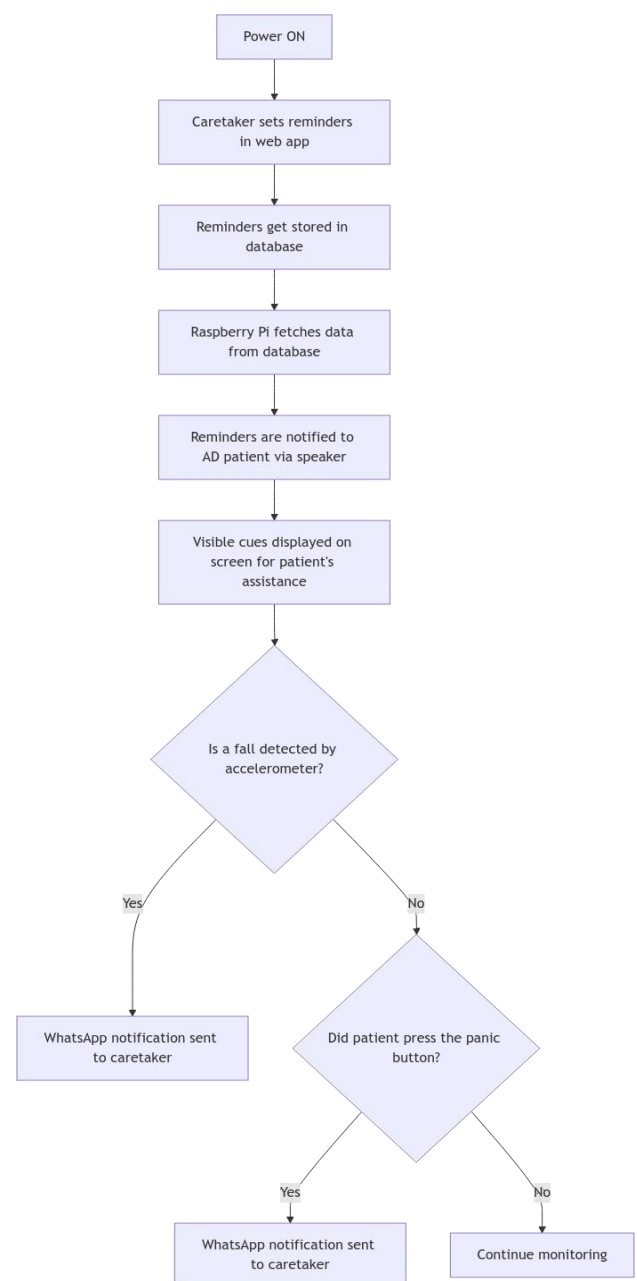 Power ON
Caretaker sets reminders
in web app
Reminders get stored in
database
Raspberry Pi fetches data
from database
Reminders are notified to
AD patient via speaker
Visible cues displayed on
screen for patient's
assistance
Is a fall detected by
accelerometer?
Yes
No
WhatsApp notification sent
to caretaker
Did patient press the panic
button?
Yes
No
WhatsApp notification sent
to caretaker
Continue monitoring